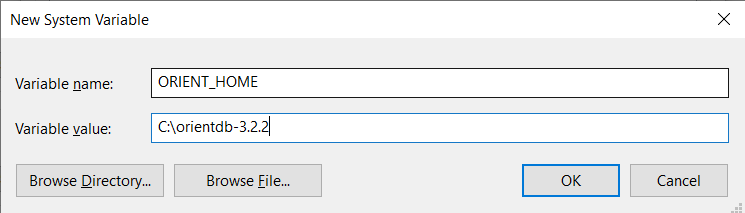 New System Variable
Variable name: ORIENT_HOME
Variable value: C:\orientdb-3.2.2
Browse Directory... Browse File... OK Cancel